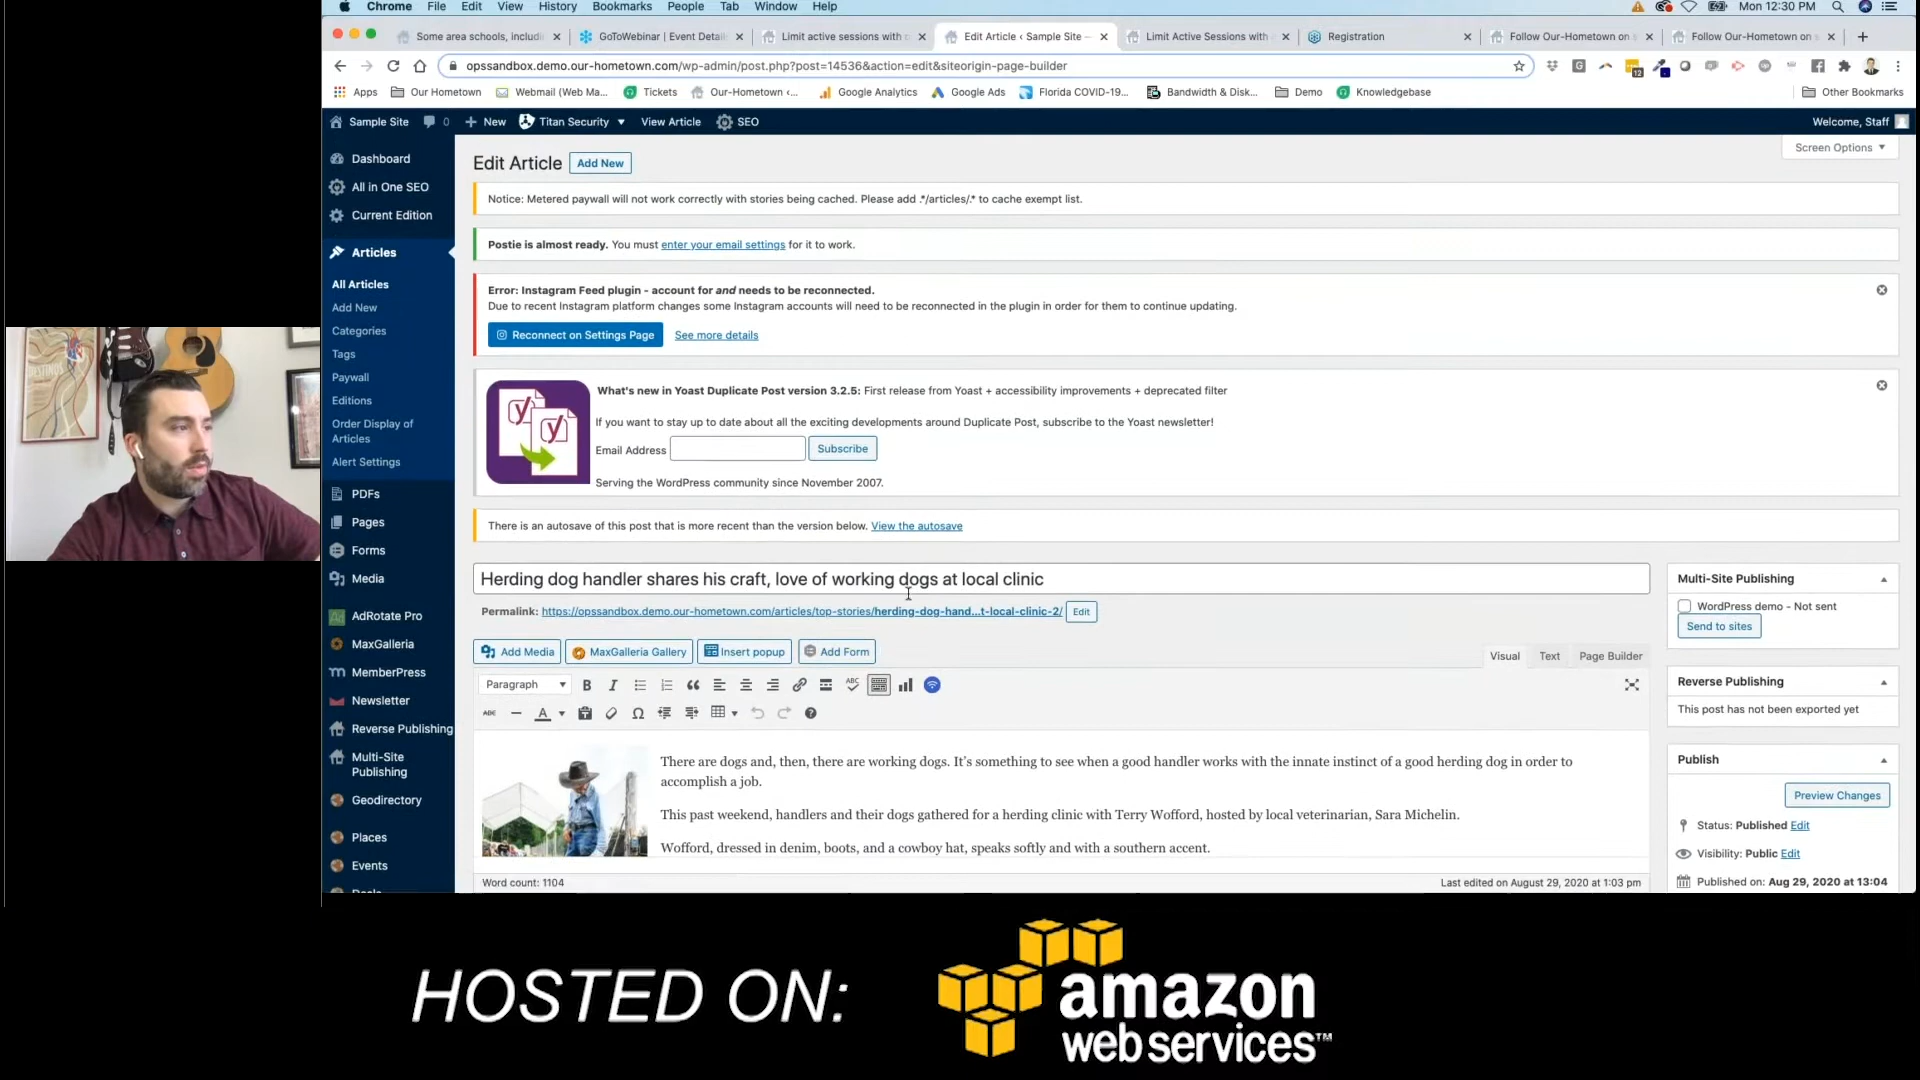 Chrome File Edit View History Bookmarks People Tab Window Help Mon 12:30 PM
Some area schools, includi
GoToWebinar | Event Detail
Limit active sessions with
Edit Article ‹ Sample Site —
Limit Active Sessions with
Registration
Follow Our-Hometown on
Follow Our-Hometown on
opssandbox.demo.our-hometown.com/wp-admin/post.php?post=14536&action=edit&siteorigin-page-builder
Apps Our Hometown Webmail (Web Ma... Tickets Our-Hometown ‹... Google Analytics Google Ads Florida COVID-19... Bandwidth & Disk... Demo Knowledgebase Other Bookmarks
Sample Site 0 New Titan Security View Article SEO Welcome, Staff
Dashboard
All in One SEO
Current Edition
Articles
All Articles
Add New
Categories
Tags
Paywall
Editions
Order Display of
Articles
Alert Settings
PDFs
Pages
Forms
Media
AdRotate Pro
MaxGalleria
MemberPress
Newsletter
Reverse Publishing
Multi-Site
Publishing
Geodirectory
Places
Events
Edit Article Add New
Screen Options
Notice: Metered paywall will not work correctly with stories being cached. Please add .*/articles/.* to cache exempt list.
Postie is almost ready. You must enter your email settings for it to work.
Error: Instagram Feed plugin - account for and needs to be reconnected.
Due to recent Instagram platform changes some Instagram accounts will need to be reconnected in the plugin in order for them to continue updating.
Reconnect on Settings Page See more details
What's new in Yoast Duplicate Post version 3.2.5: First release from Yoast + accessibility improvements + deprecated filter
If you want to stay up to date about all the exciting developments around Duplicate Post, subscribe to the Yoast newsletter!
Email Address Subscribe
Serving the WordPress community since November 2007.
There is an autosave of this post that is more recent than the version below. View the autosave
Herding dog handler shares his craft, love of working dogs at local clinic
Permalink: https://opssandbox.demo.our-hometown.com/articles/top-stories/herding-dog-hand...t-local-clinic-2/ Edit
Add Media MaxGalleria Gallery Insert popup Add Form
Visual Text Page Builder
Paragraph
There are dogs and, then, there are working dogs. It's something to see when a good handler works with the innate instinct of a good herding dog in order to
accomplish a job.
This past weekend, handlers and their dogs gathered for a herding clinic with Terry Wofford, hosted by local veterinarian, Sara Michelin.
Wofford, dressed in denim, boots, and a cowboy hat, speaks softly and with a southern accent.
Word count: 1104 Last edited on August 29, 2020 at 1:03 pm
Multi-Site Publishing
WordPress demo - Not sent
Send to sites
Reverse Publishing
This post has not been exported yet
Publish
Preview Changes
Status: Published Edit
Visibility: Public Edit
Published on: Aug 29, 2020 at 13:04
HOSTED ON:
amazon
web services™